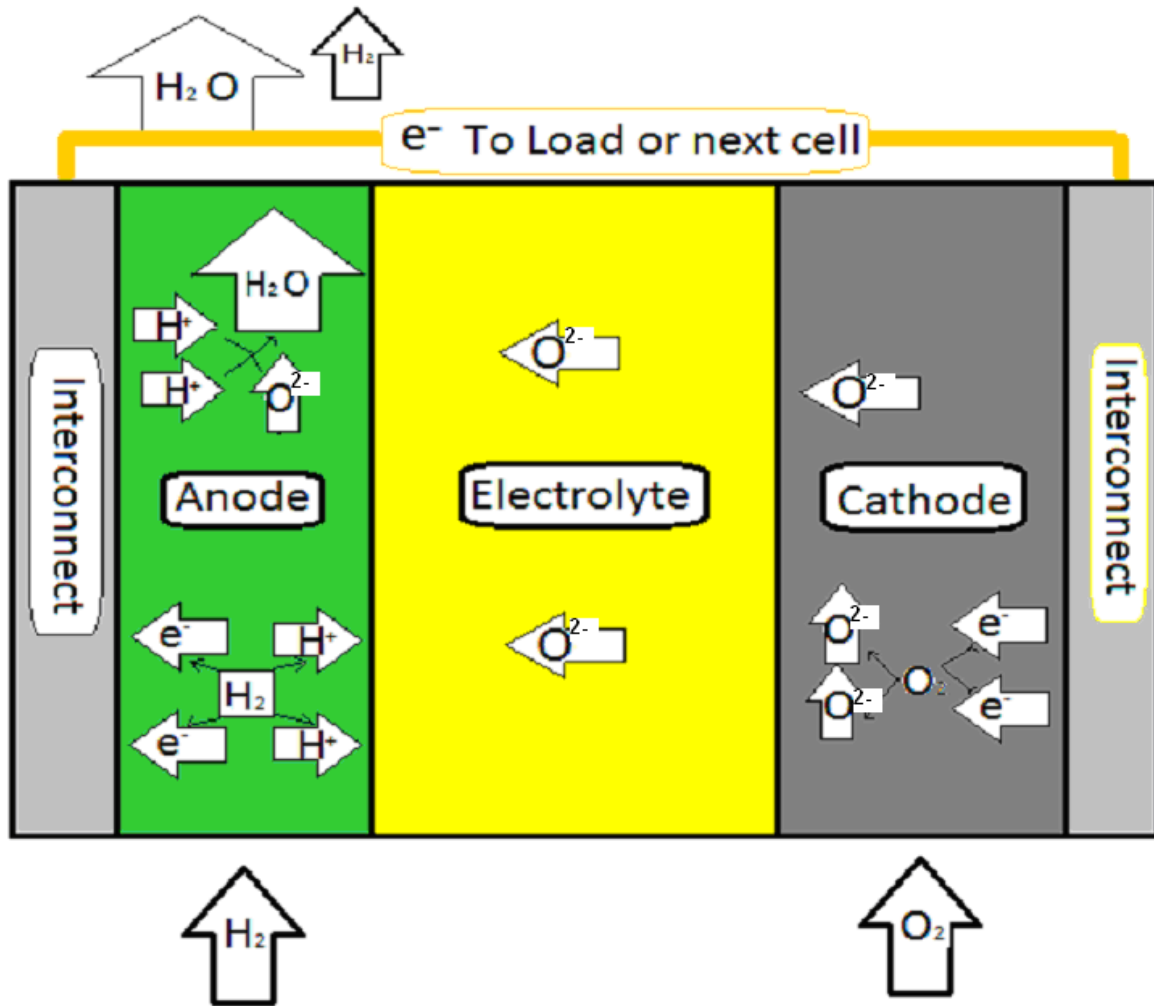 H₂O
H₂
e⁻ To Load or next cell
H₂O
H⁺
H⁺
O²⁻
O²⁻
O²⁻
Interconnect
Anode
Electrolyte
Cathode
Interconnect
e⁻
H⁺
H₂
e⁻
H⁺
O²⁻
O²⁻
O²⁻
O₂
e⁻
e⁻
H₂
O₂